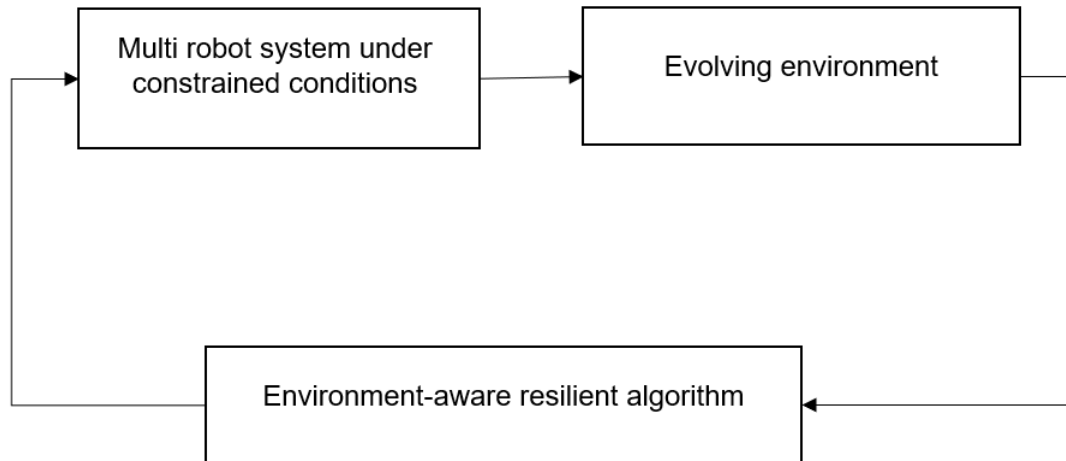 Multi robot system under
constrained conditions
Evolving environment
Environment-aware resilient algorithm